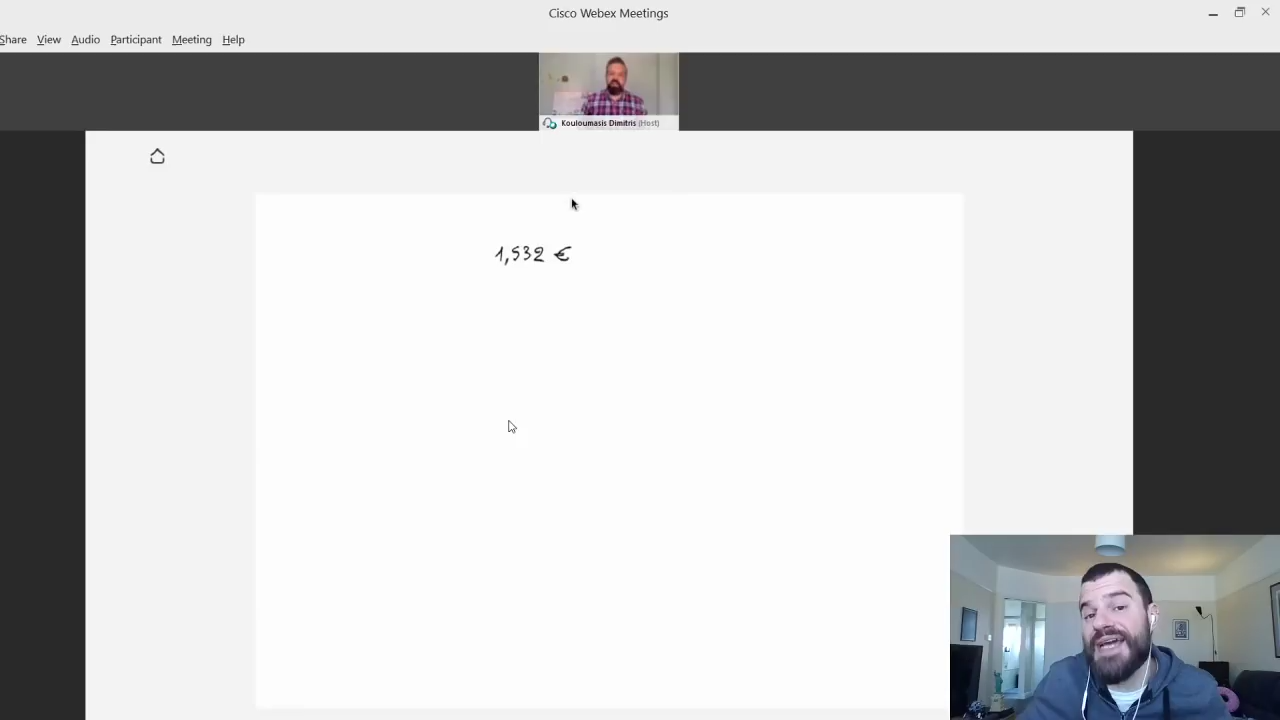 Cisco Webex Meetings
Share View Audio Participant Meeting Help
Kouloumasis Dimitris (Host)
1,532 €